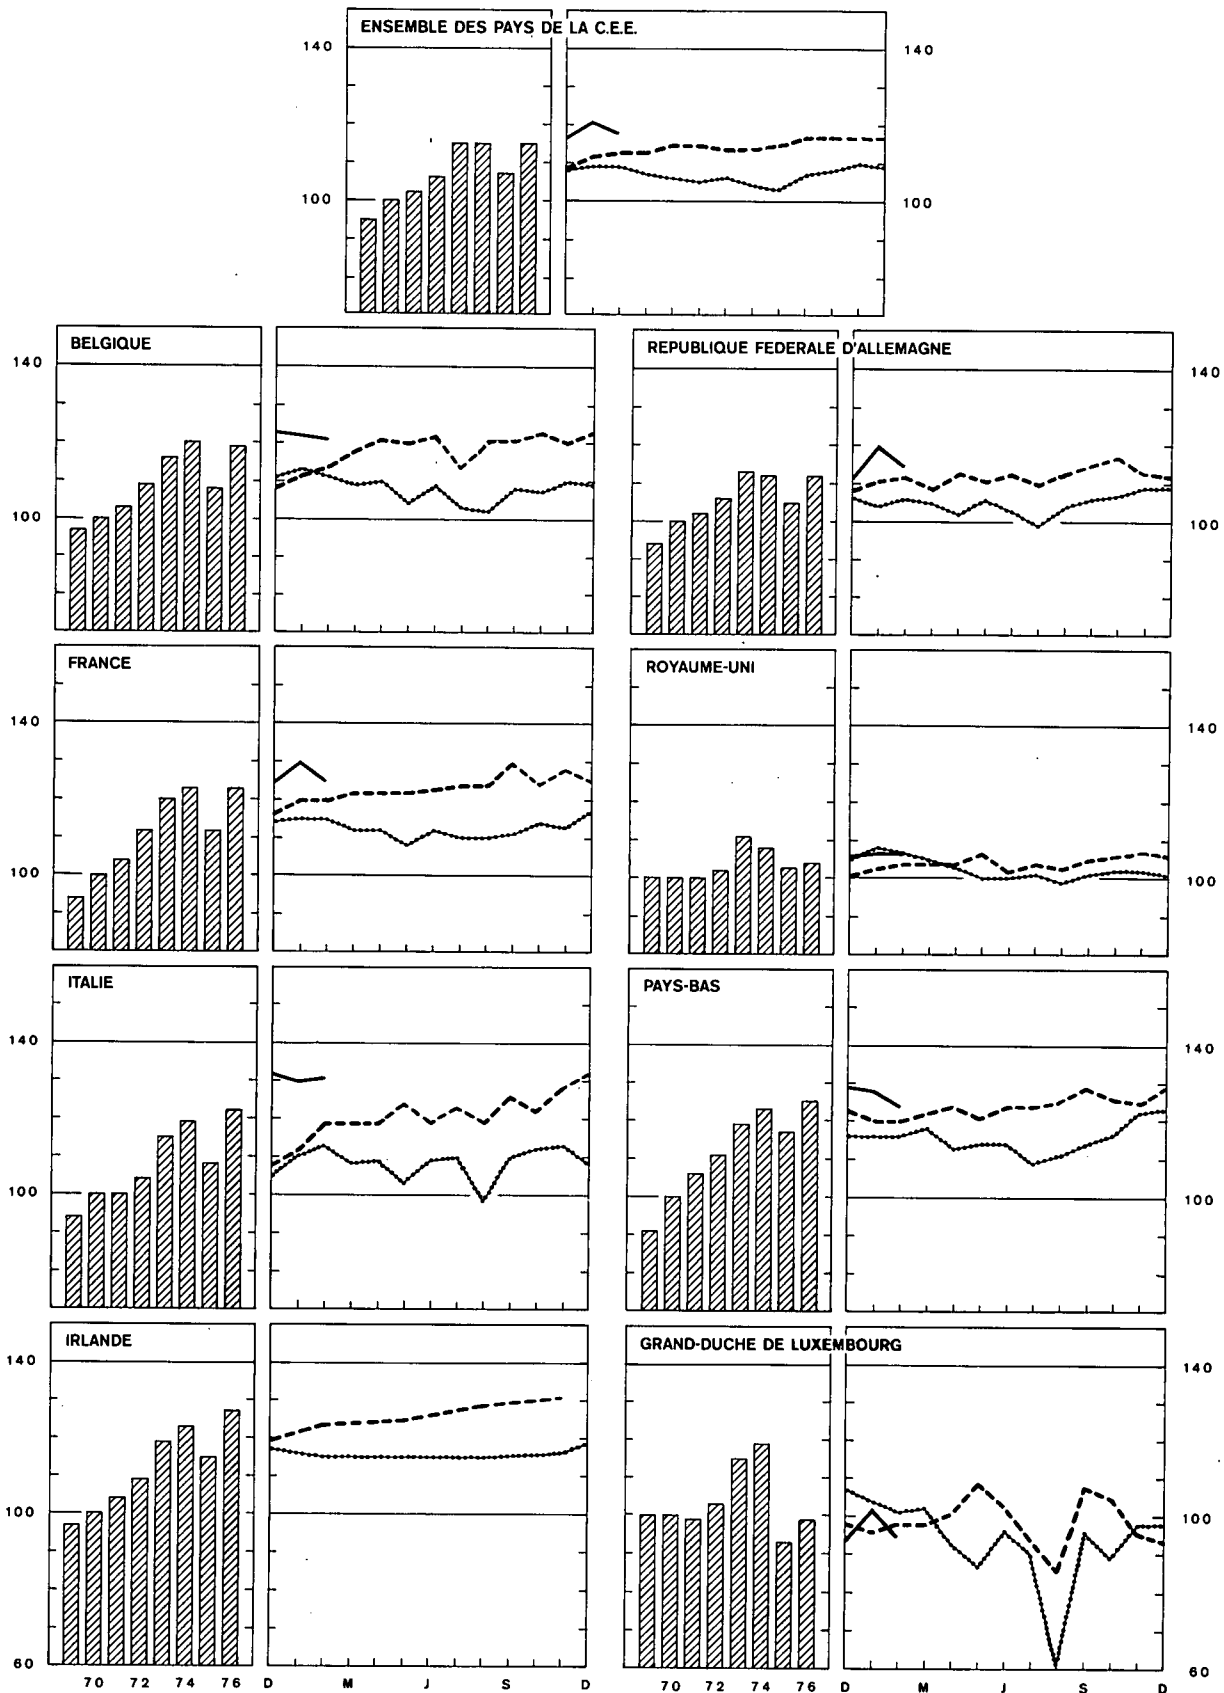 ENSEMBLE DES PAYS DE LA C.E.E.
140 140
100 100
BELGIQUE REPUBLIQUE FEDERALE D'ALLEMAGNE
140 140
100 100
FRANCE ROYAUME-UNI
140 140
100 100
ITALIE PAYS-BAS
140 140
100 100
IRLANDE GRAND-DUCHE DE LUXEMBOURG
140 140
100 100
60 60
70 72 74 76 D M J S D 70 72 74 76 D M J S D